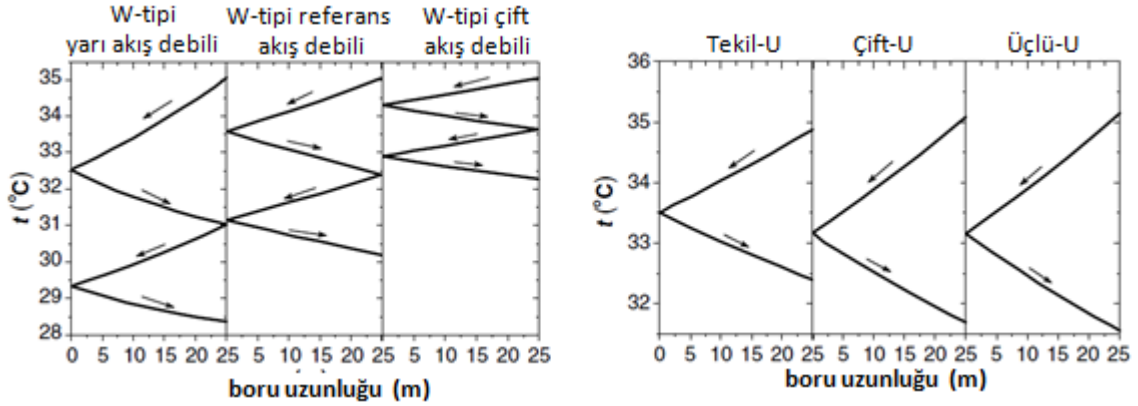 W-tipi
yarı akış debili
W-tipi referans
akış debili
W-tipi çift
akış debili
35
34
33
32
31
30
29
28
t (°C)
0 5 10 15 20 25 5 10 15 20 25 5 10 15 20 25
boru uzunluğu (m)
Tekil-U
Çift-U
Üçlü-U
36
35
34
33
32
t (°C)
0 5 10 15 20 25 5 10 15 20 25 5 10 15 20 25
boru uzunluğu (m)